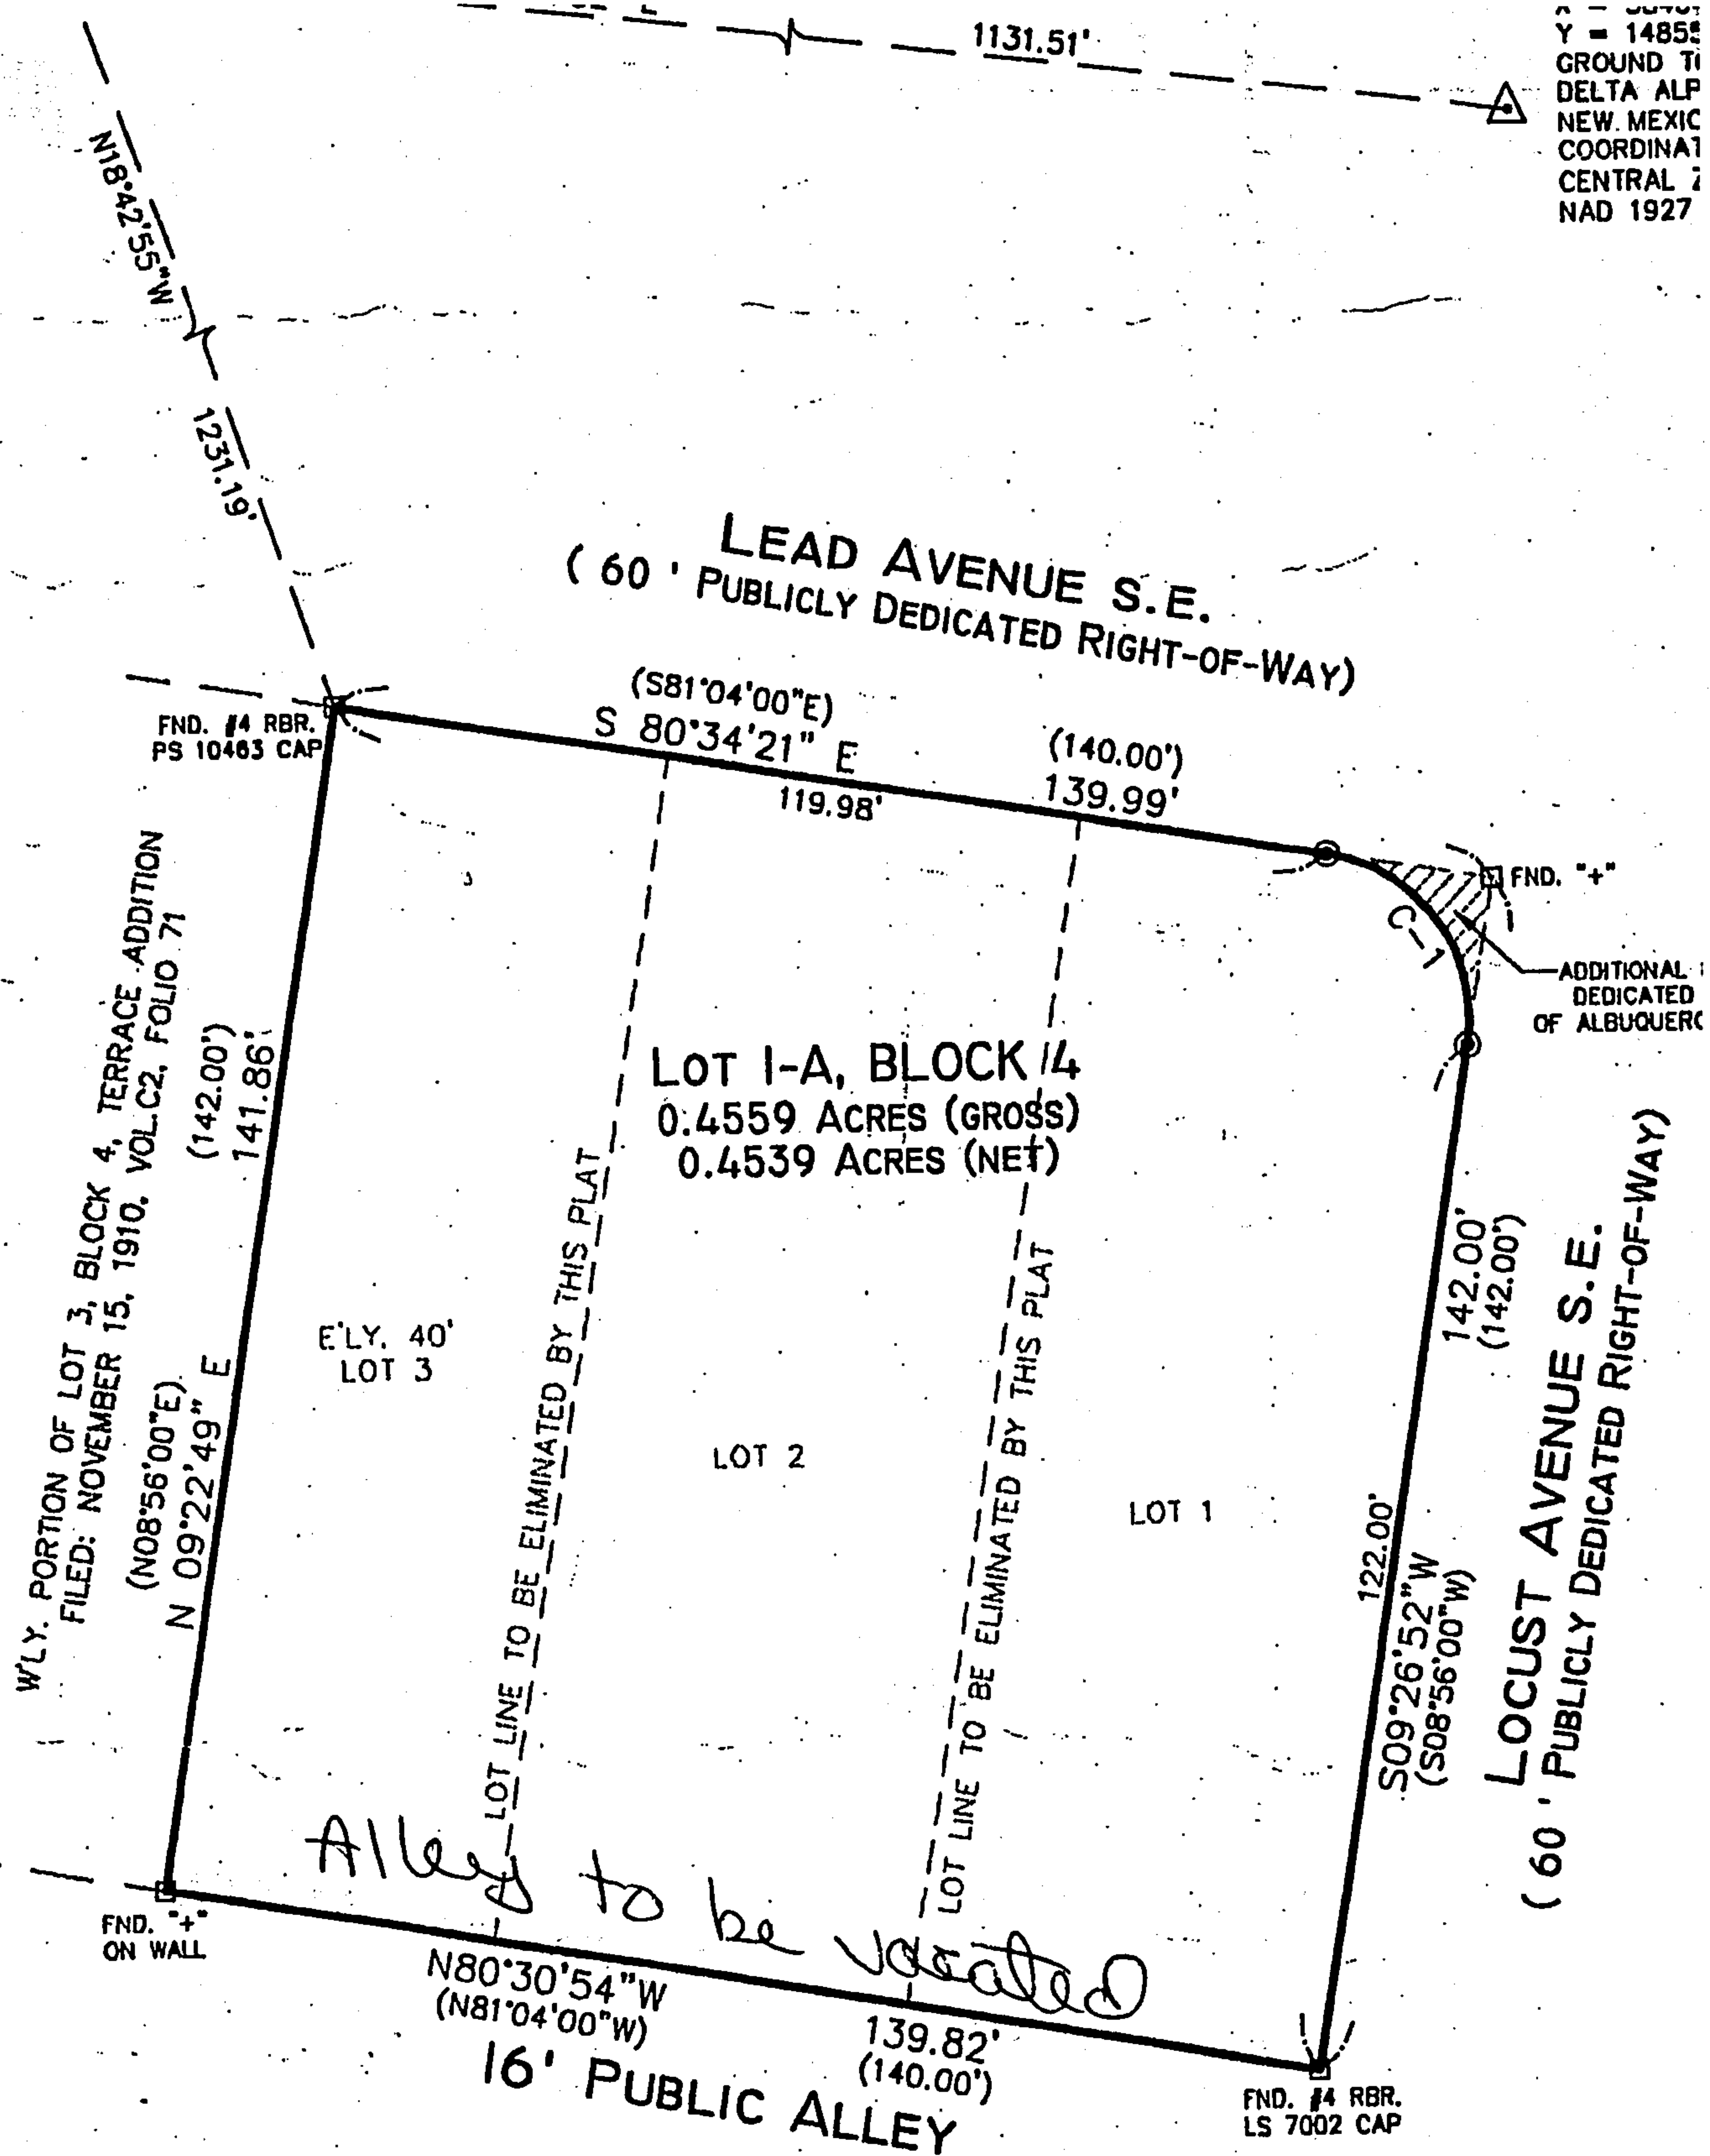 1131.51'
Y = 1485
GROUND
DELTA
NEW MEXIC
COORDINAT
CENTRAL
NAD 1927
N18°42'55"W
1231.19'
LEAD AVENUE S.E.
( 60 ' PUBLICLY DEDICATED RIGHT-OF-WAY)
FND. #4 RBR.
PS 10463 CAP
(S81°04'00"E)
S 80°34'21" E
119.98'
(140.00')
139.99'
FND. "+"
C-1
ADDITIONAL
DEDICATED
OF ALBUQUERQ
W'LY. PORTION OF LOT 3, BLOCK 4, TERRACE ADDITION
FILED: NOVEMBER 15, 1910, VOL.C2, FOLIO 71
(142.00')
141.86'
(N08°56'00"E)
N 09°22'49" E
LOT 1-A, BLOCK 4
0.4559 ACRES (GROSS)
0.4539 ACRES (NET)
E'LY. 40'
LOT 3
LOT LINE TO BE ELIMINATED BY THIS PLAT
LOT 2
LOT LINE TO BE ELIMINATED BY THIS PLAT
LOT 1
142.00'
(142.00')
122.00'
S09°26'52"W
(S08°56'00"W)
LOCUST AVENUE S.E.
( 60 ' PUBLICLY DEDICATED RIGHT-OF-WAY)
Alley to be vacated
FND. "+"
ON WALL
N80°30'54"W
(N81°04'00"W)
139.82'
(140.00')
16' PUBLIC ALLEY
FND. #4 RBR.
LS 7002 CAP